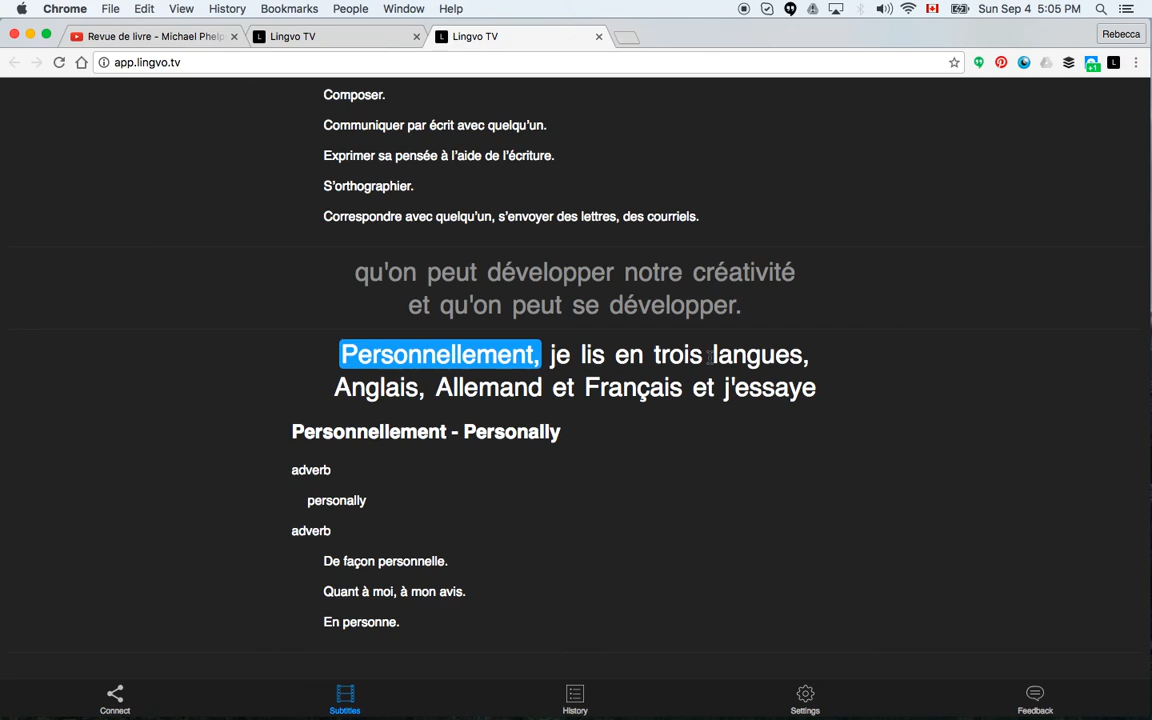 Chrome File Edit View History Bookmarks People Window Help Sun Sep 4 5:05 PM
Revue de livre - Michael Phelp Lingvo TV Lingvo TV Rebecca
app.lingvo.tv +1 L
Composer.
Communiquer par écrit avec quelqu'un.
Exprimer sa pensée à l'aide de l'écriture.
S'orthographier.
Correspondre avec quelqu'un, s'envoyer des lettres, des courriels.
qu'on peut développer notre créativité
et qu'on peut se développer.
Personnellement, je lis en trois langues,
Anglais, Allemand et Français et j'essaye
Personnellement - Personally
adverb
personally
adverb
De façon personnelle.
Quant à moi, à mon avis.
En personne.
Connect Subtitles History Settings Feedback